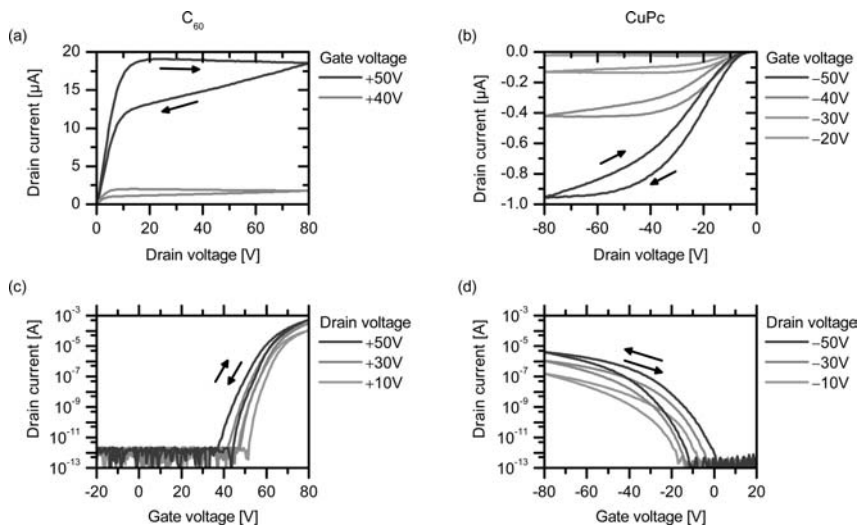 C₆₀
CuPc
(a)
20
15
10
5
0
Drain current [µA]
0 20 40 60 80
Drain voltage [V]
Gate voltage
+50V
+40V
(b)
0.0
-0.2
-0.4
-0.6
-0.8
-1.0
Drain current [µA]
-80 -60 -40 -20 0
Drain voltage [V]
Gate voltage
−50V
−40V
−30V
−20V
(c)
10⁻³
10⁻⁵
10⁻⁷
10⁻⁹
10⁻¹¹
10⁻¹³
Drain current [A]
-20 0 20 40 60 80
Gate voltage [V]
Drain voltage
+50V
+30V
+10V
(d)
10⁻³
10⁻⁵
10⁻⁷
10⁻⁹
10⁻¹¹
10⁻¹³
Drain current [A]
-80 -60 -40 -20 0 20
Gate voltage [V]
Drain voltage
−50V
−30V
−10V